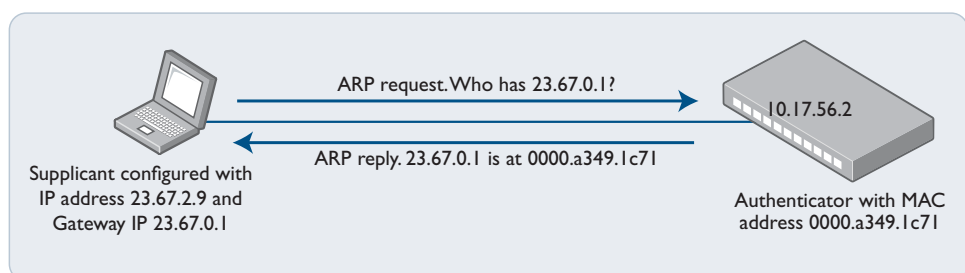 ARP request. Who has 23.67.0.1?
10.17.56.2
ARP reply. 23.67.0.1 is at 0000.a349.1c71
Supplicant configured with
IP address 23.67.2.9 and
Gateway IP 23.67.0.1
Authenticator with MAC
address 0000.a349.1c71